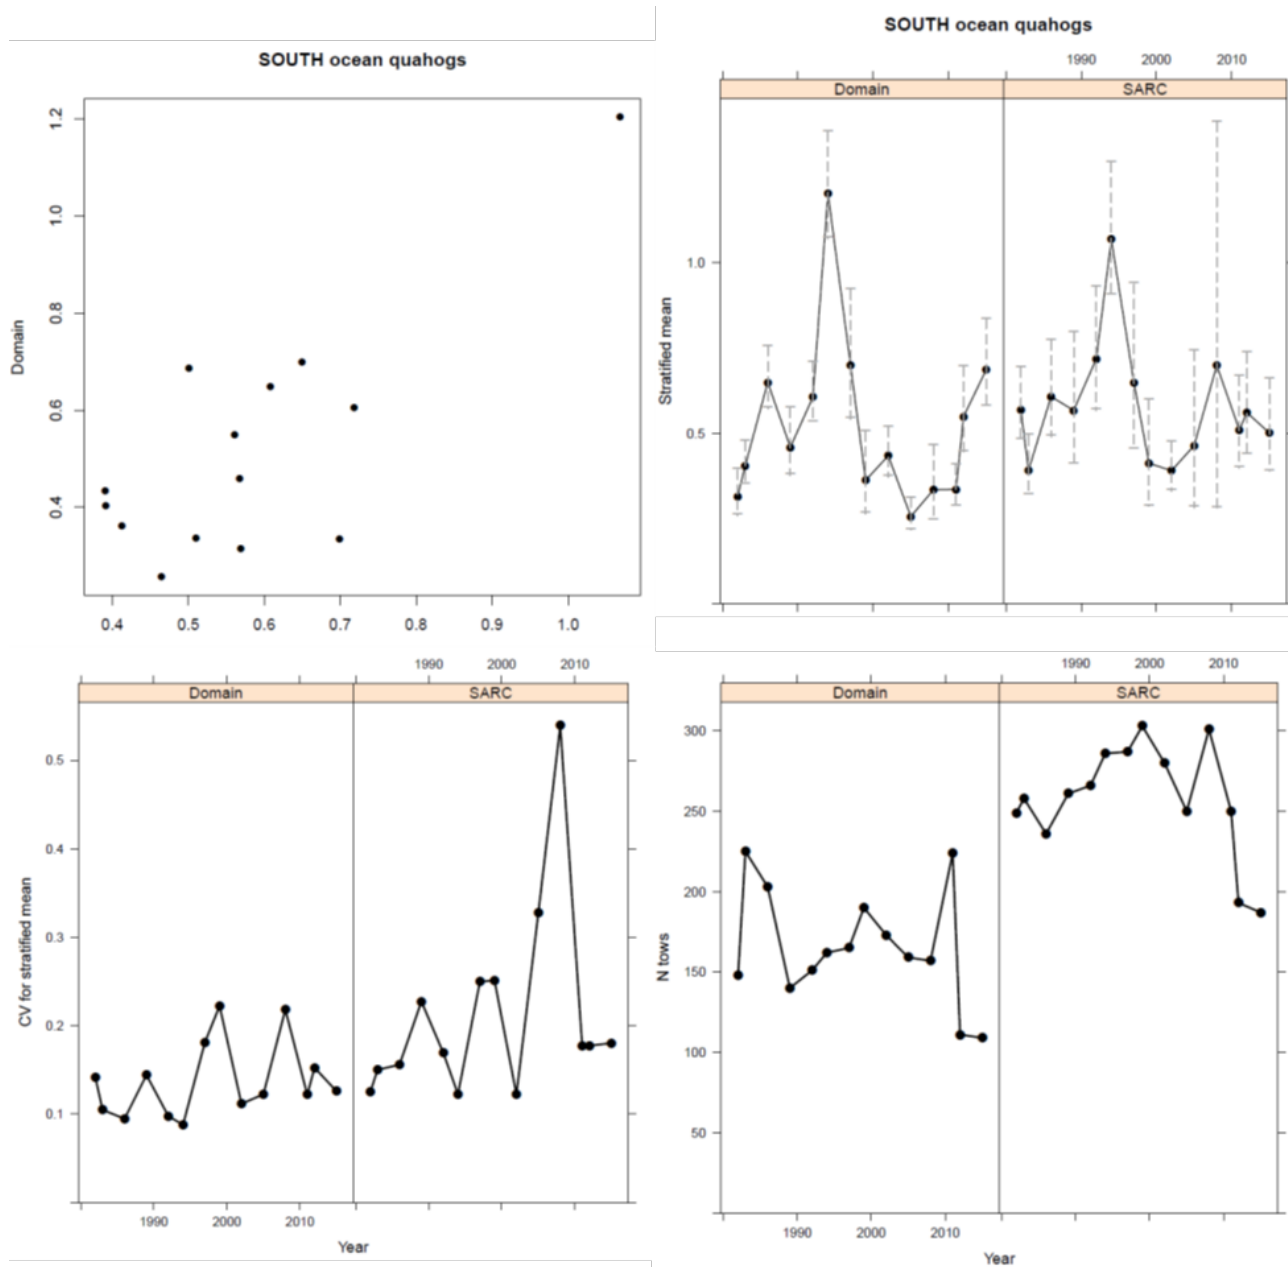 SOUTH ocean quahogs
Domain
1.2
1.0
0.8
0.6
0.4
0.4 0.5 0.6 0.7 0.8 0.9 1.0
SOUTH ocean quahogs
1990 2000 2010
Domain SARC
Stratified mean
1.0
0.5
1990 2000 2010
Domain SARC
CV for stratified mean
0.5
0.4
0.3
0.2
0.1
1990 2000 2010
Year
1990 2000 2010
Domain SARC
N tows
300
250
200
150
100
50
1990 2000 2010
Year